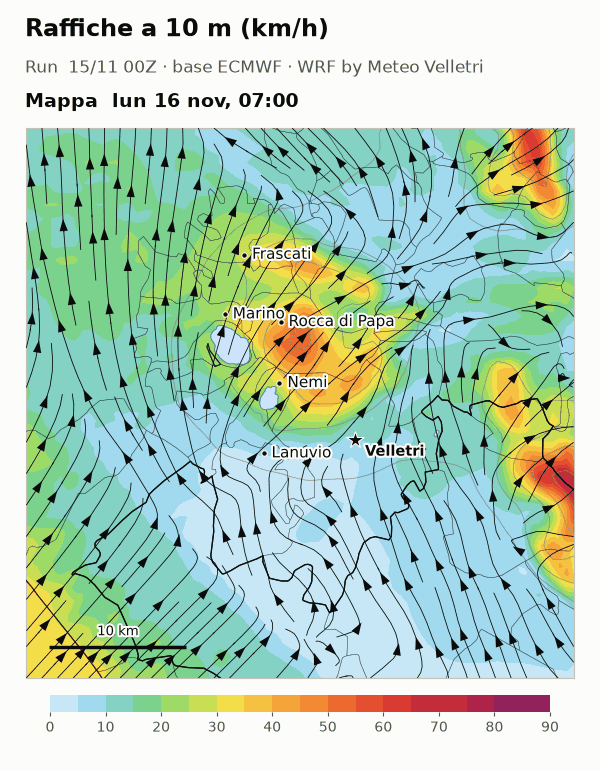 Raffiche a 10 m (km/h)
Run  15/11 00Z · base ECMWF · WRF by Meteo Velletri
Mappa  lun 16 nov, 07:00
Frascati
Marino
Rocca di Papa
Nemi
Velletri
Lanuvio
10 km
0 10 20 30 40 50 60 70 80 90